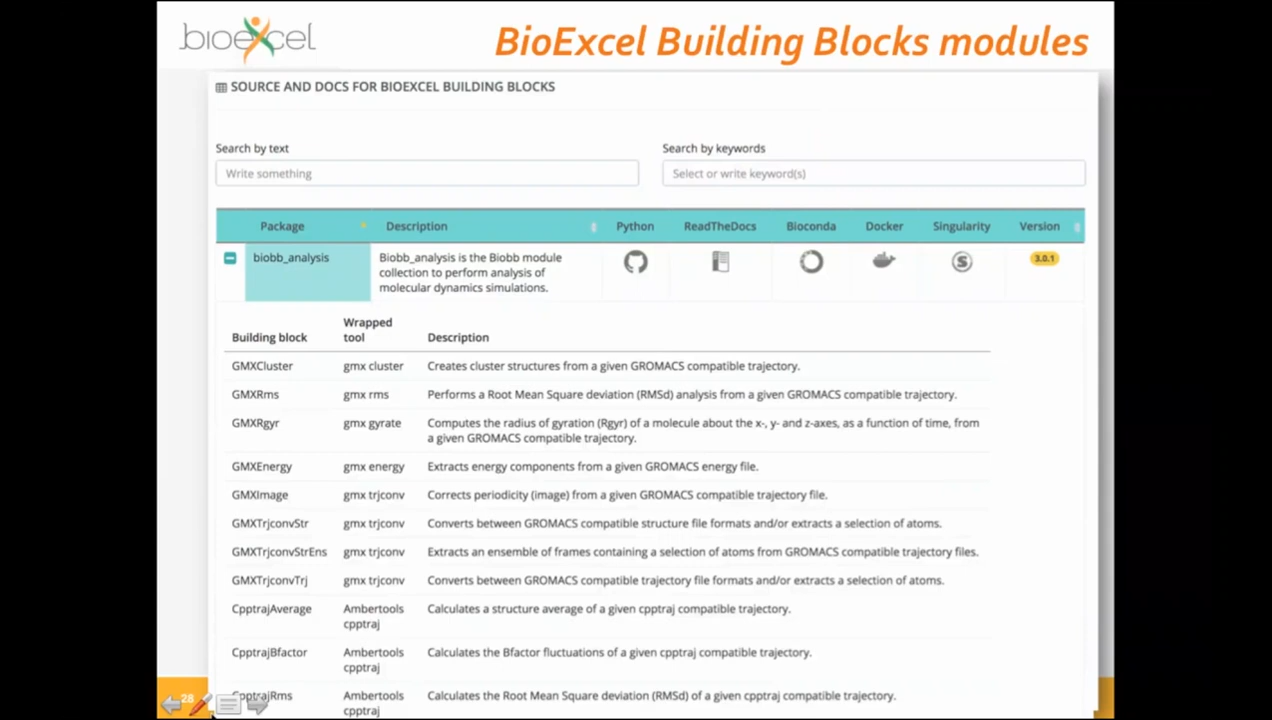 bioexcel
BioExcel Building Blocks modules
SOURCE AND DOCS FOR BIOEXCEL BUILDING BLOCKS
Search by text
Search by keywords
Write something
Select or write keyword(s)
Package Description Python ReadTheDocs Bioconda Docker Singularity Version
biobb_analysis Biobb_analysis is the Biobb module 3.0.1
collection to perform analysis of
molecular dynamics simulations.
Building block Wrapped tool Description
GMXCluster gmx cluster Creates cluster structures from a given GROMACS compatible trajectory.
GMXRms gmx rms Performs a Root Mean Square deviation (RMSd) analysis from a given GROMACS compatible trajectory.
GMXRgyr gmx gyrate Computes the radius of gyration (Rgyr) of a molecule about the x-, y- and z-axes, as a function of time, from
a given GROMACS compatible trajectory.
GMXEnergy gmx energy Extracts energy components from a given GROMACS energy file.
GMXImage gmx trjconv Corrects periodicity (image) from a given GROMACS compatible trajectory file.
GMXTrjconvStr gmx trjconv Converts between GROMACS compatible structure file formats and/or extracts a selection of atoms.
GMXTrjconvStrEns gmx trjconv Extracts an ensemble of frames containing a selection of atoms from GROMACS compatible trajectory files.
GMXTrjconvTrj gmx trjconv Converts between GROMACS compatible trajectory file formats and/or extracts a selection of atoms.
CpptrajAverage Ambertools Calculates a structure average of a given cpptraj compatible trajectory.
cpptraj
CpptrajBfactor Ambertools Calculates the Bfactor fluctuations of a given cpptraj compatible trajectory.
cpptraj
CpptrajRms Ambertools Calculates the Root Mean Square deviation (RMSd) of a given cpptraj compatible trajectory.
cpptraj
28